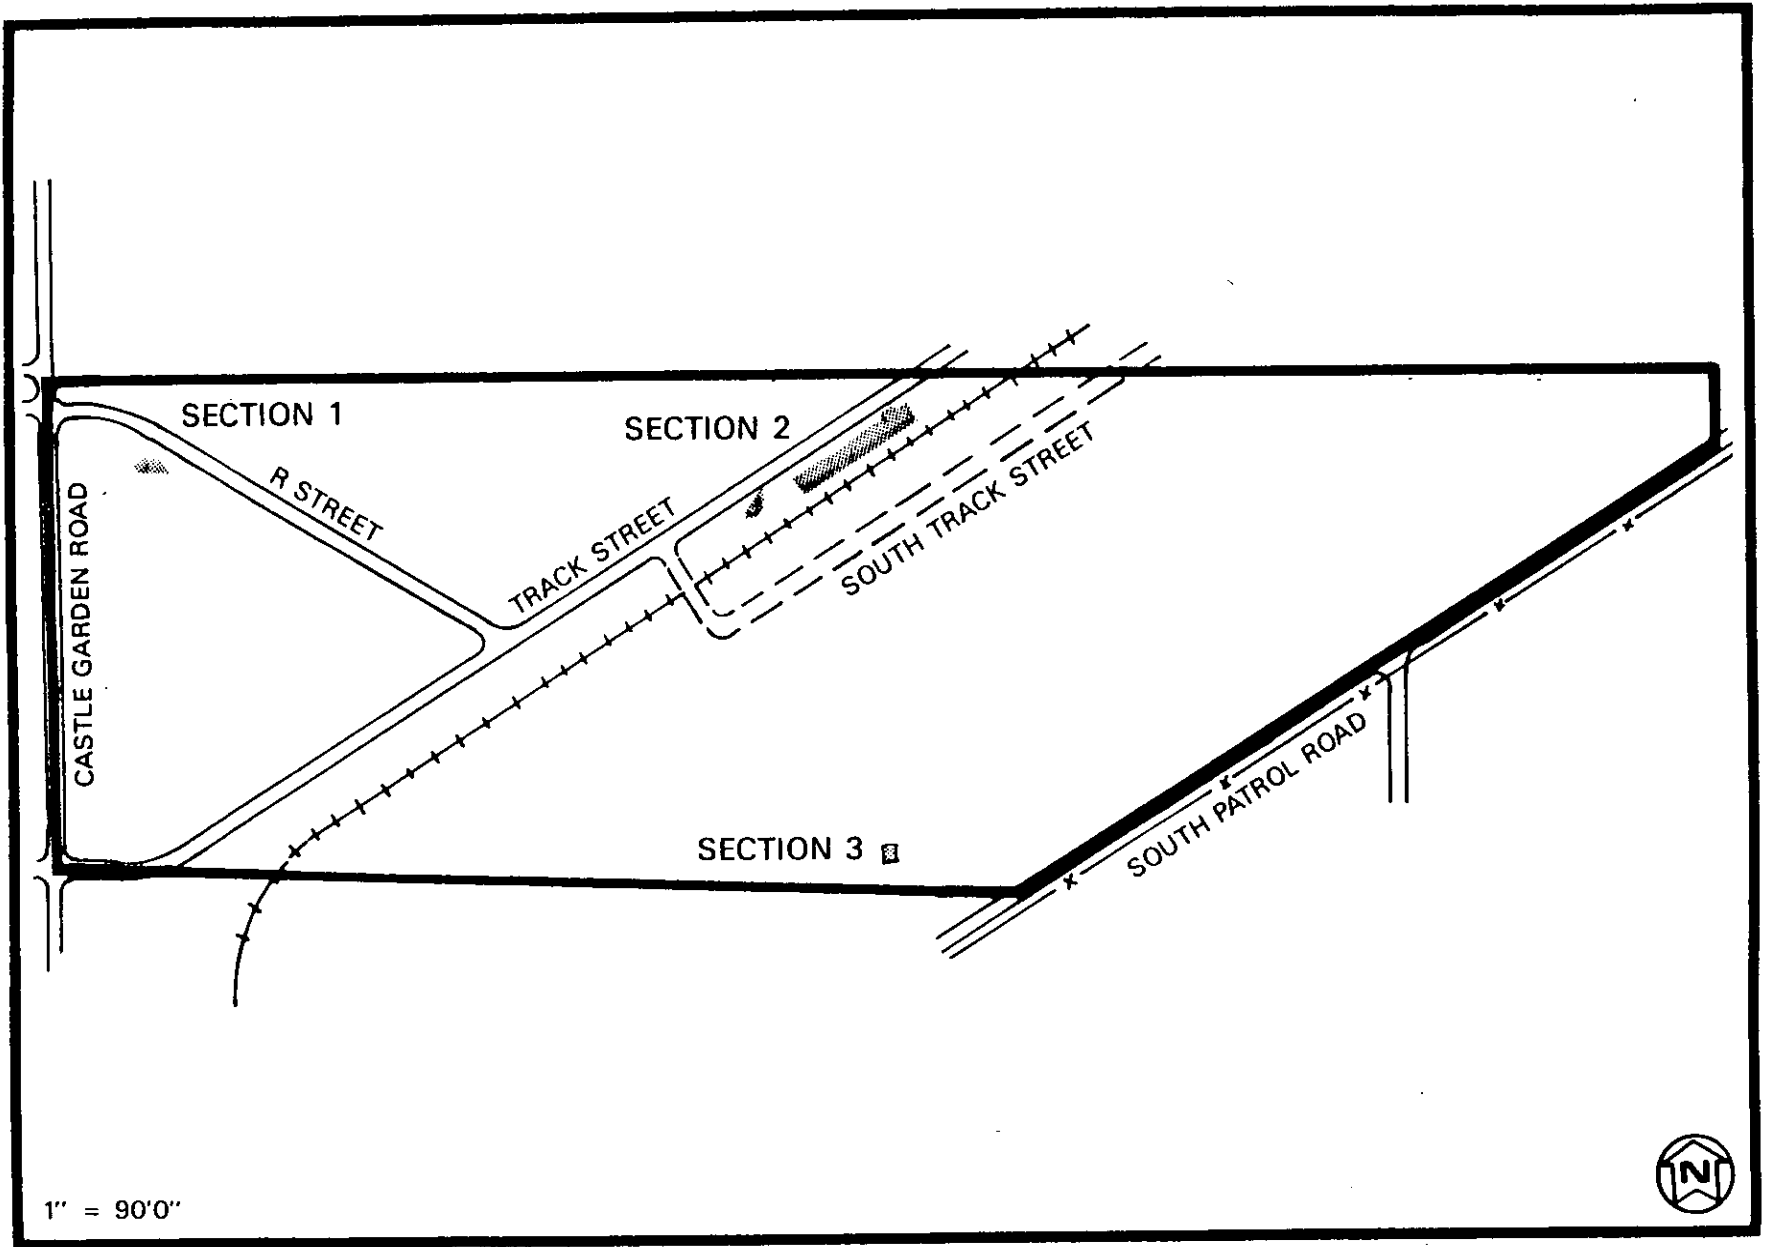 SECTION 1
SECTION 2
R STREET
TRACK STREET
SOUTH TRACK STREET
CASTLE GARDEN ROAD
SOUTH PATROL ROAD
SECTION 3
1" = 90'0"
N